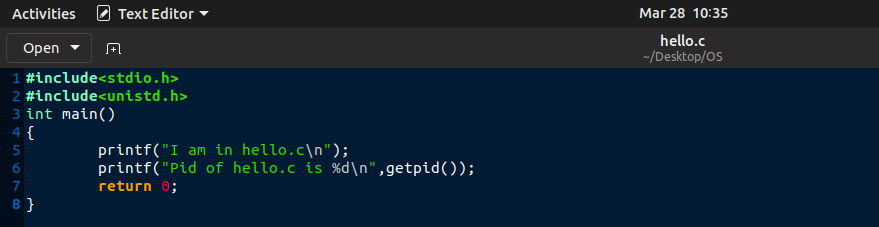 Activities Text Editor Mar 28 10:35
Open hello.c
~/Desktop/OS
1 #include<stdio.h>
2 #include<unistd.h>
3 int main()
4 {
5         printf("I am in hello.c\n");
6         printf("Pid of hello.c is %d\n",getpid());
7         return 0;
8 }